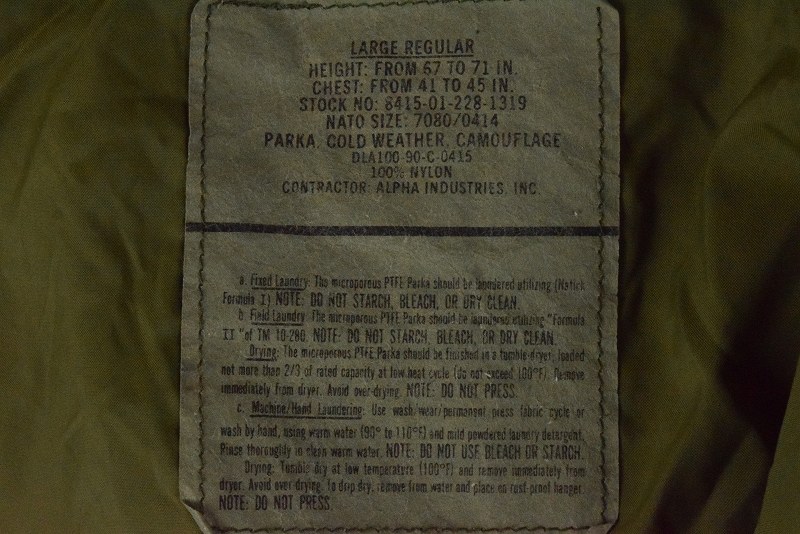 LARGE REGULAR
HEIGHT: FROM 67 TO 71 IN.
CHEST: FROM 41 TO 45 IN.
STOCK NO: 8415-01-228-1319
NATO SIZE: 7080/0414
PARKA, COLD WEATHER, CAMOUFLAGE
DLA100-90-C-0415
100% NYLON
CONTRACTOR: ALPHA INDUSTRIES, INC.
a. Fixed Laundry: The microporous PTFE Parka should be laundered utilizing (Natick
Formula I) NOTE: DO NOT STARCH, BLEACH, OR DRY CLEAN.
b. Field Laundry: The microporous PTFE Parka should be laundered utilizing "Formula
II "of TM 10-280. NOTE: DO NOT STARCH, BLEACH, OR DRY CLEAN.
Drying: The microporous PTFE Parka should be finished in a tumble dryer, loaded
not more than 2/3 of rated capacity at low heat cycle (do not exceed 100°F). Remove
immediately from dryer. Avoid over-drying. NOTE: DO NOT PRESS.
c. Machine/Hand Laundering: Use wash/wear/permanent press fabric cycle or
wash by hand, using warm water (90° to 110°F) and mild powdered laundry detergent.
Rinse thoroughly in clean warm water. NOTE: DO NOT USE BLEACH OR STARCH.
Drying: Tumble dry at low temperature (100°F) and remove immediately from
dryer. Avoid over drying. To drip dry, remove from water and place on rust-proof hanger.
NOTE: DO NOT PRESS.